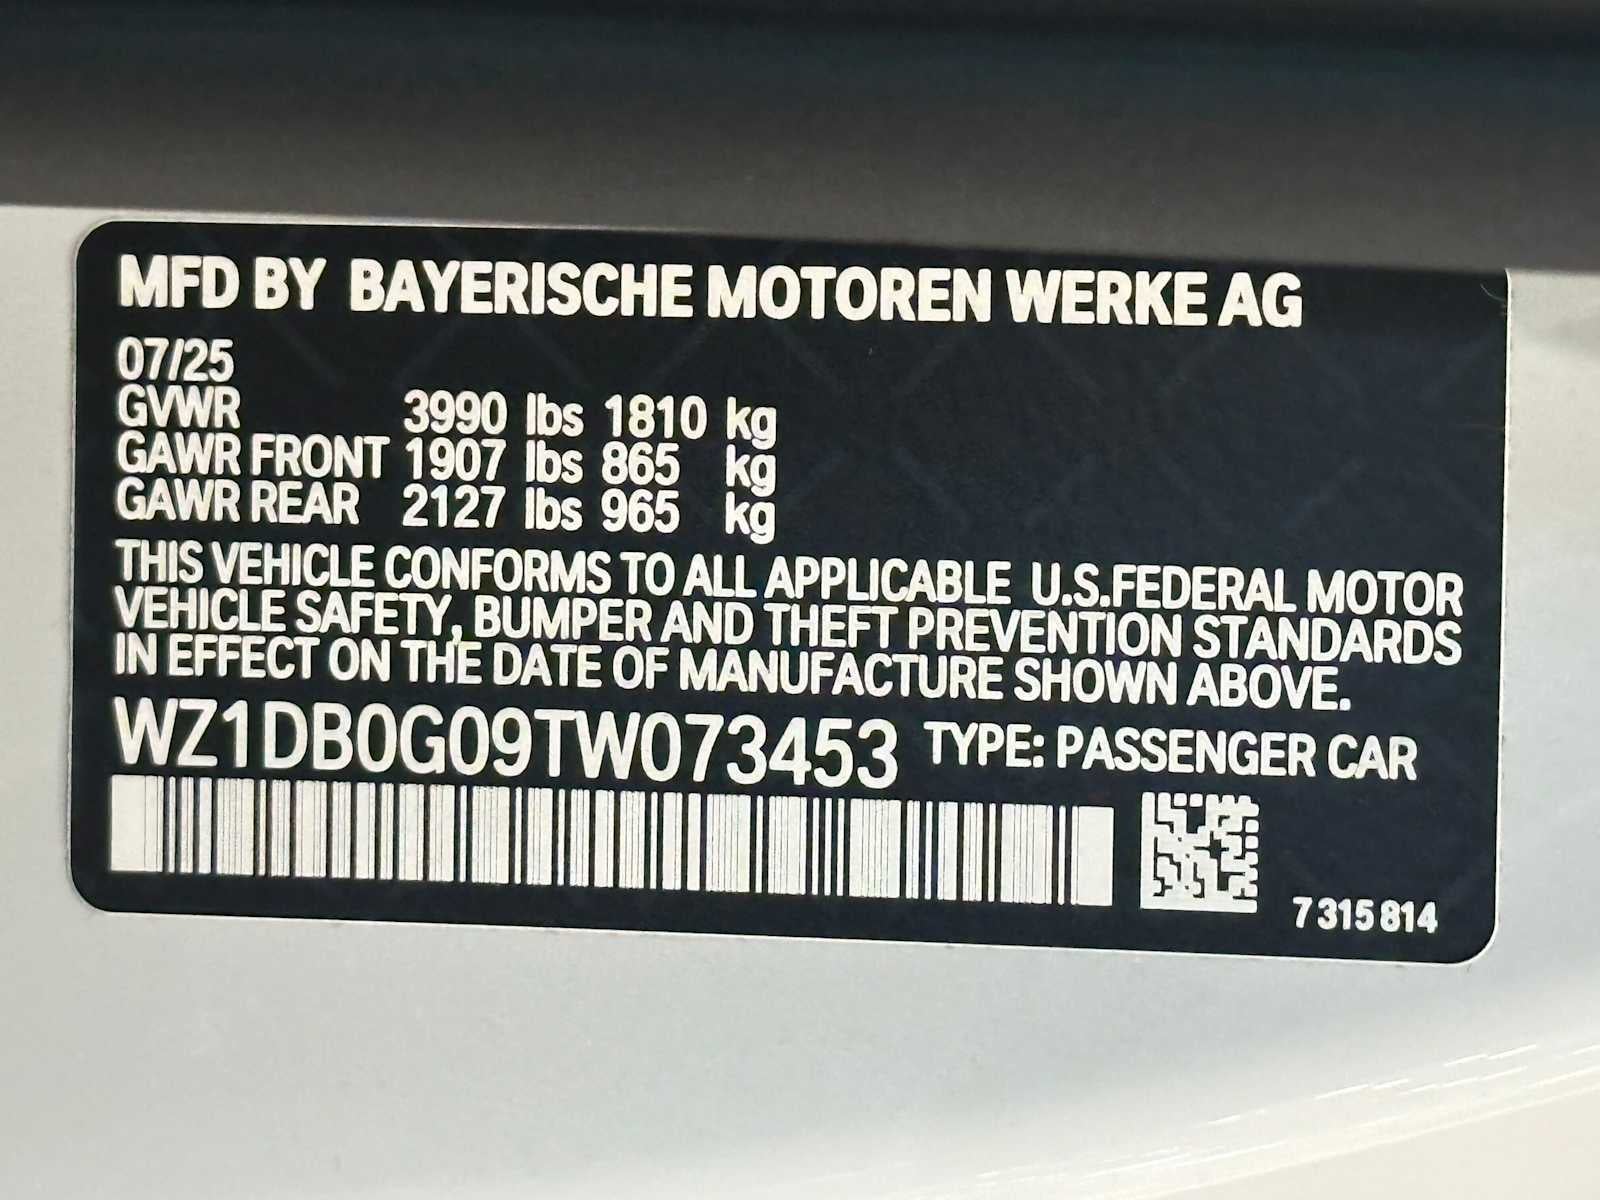 MFD BY BAYERISCHE MOTOREN WERKE AG
07/25
GVWR 3990 lbs 1810 kg
GAWR FRONT 1907 lbs 865 kg
GAWR REAR 2127 lbs 965 kg
THIS VEHICLE CONFORMS TO ALL APPLICABLE U.S.FEDERAL MOTOR
VEHICLE SAFETY, BUMPER AND THEFT PREVENTION STANDARDS
IN EFFECT ON THE DATE OF MANUFACTURE SHOWN ABOVE.
WZ1DB0G09TW073453 TYPE: PASSENGER CAR
7 315 814